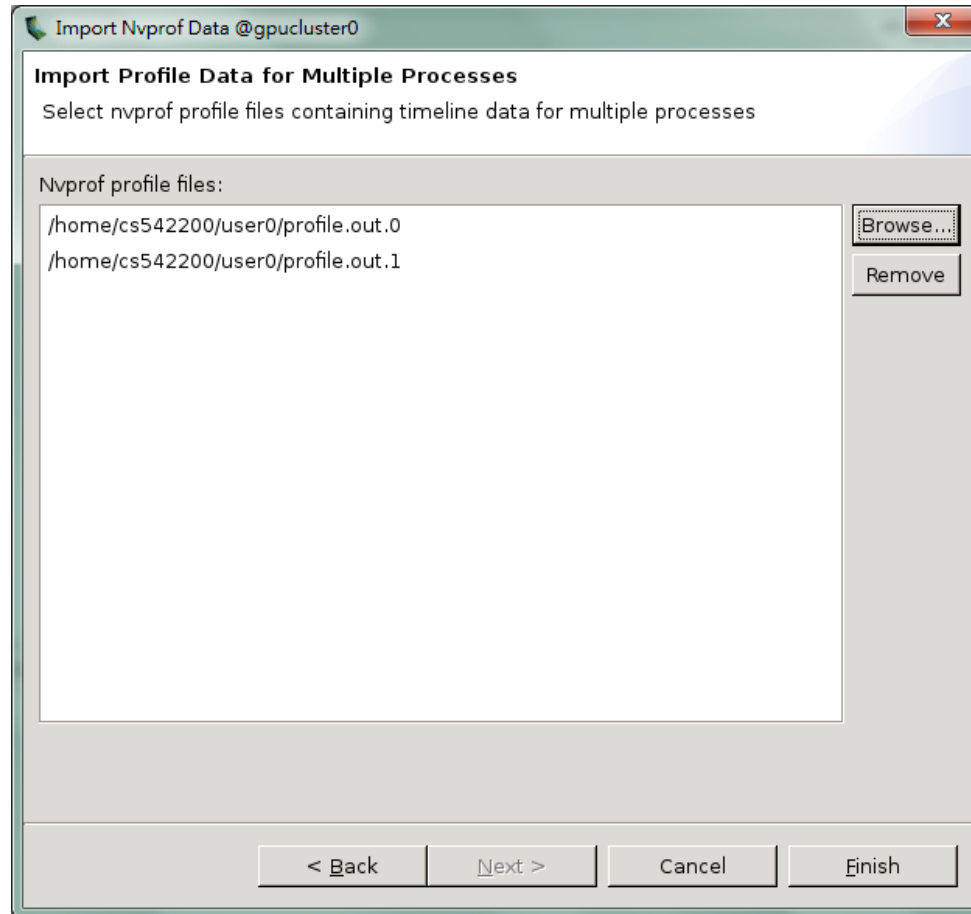 Import Nvprof Data @gpucluster0
Import Profile Data for Multiple Processes
Select nvprof profile files containing timeline data for multiple processes
Nvprof profile files:
/home/cs542200/user0/profile.out.0
/home/cs542200/user0/profile.out.1
Browse...
Remove
< Back
Next >
Cancel
Finish